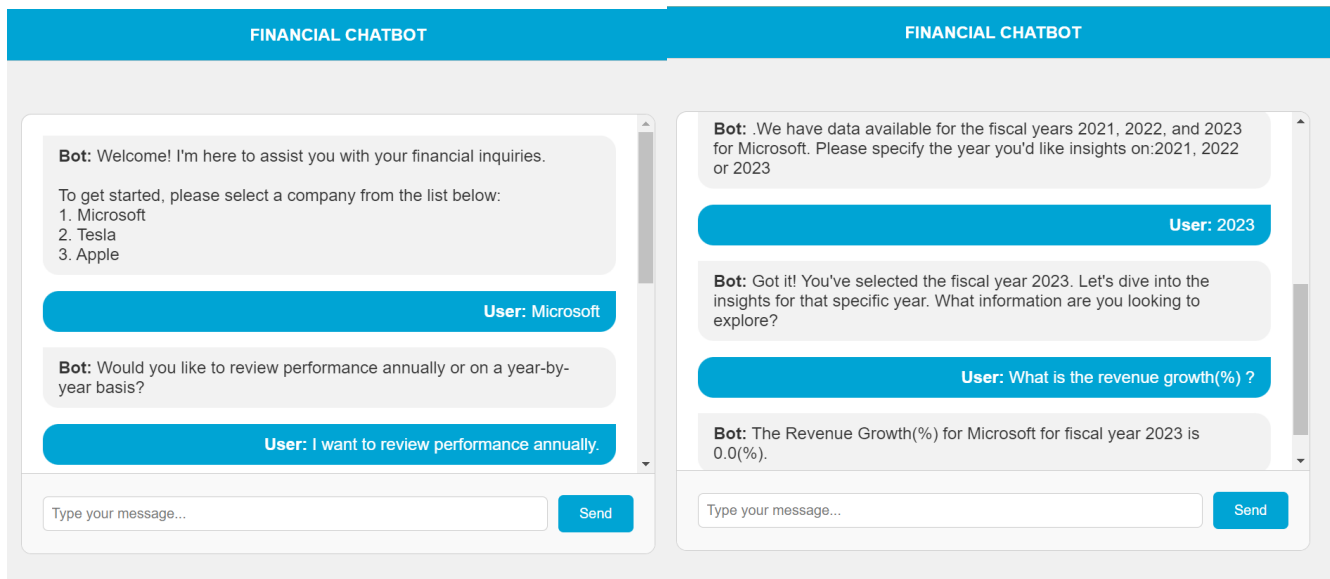 FINANCIAL CHATBOT
Bot: Welcome! I'm here to assist you with your financial inquiries.
To get started, please select a company from the list below:
1. Microsoft
2. Tesla
3. Apple
User: Microsoft
Bot: Would you like to review performance annually or on a year-by-
year basis?
User: I want to review performance annually.
Type your message...
Send
FINANCIAL CHATBOT
Bot: .We have data available for the fiscal years 2021, 2022, and 2023
for Microsoft. Please specify the year you'd like insights on:2021, 2022
or 2023
User: 2023
Bot: Got it! You've selected the fiscal year 2023. Let's dive into the
insights for that specific year. What information are you looking to
explore?
User: What is the revenue growth(%) ?
Bot: The Revenue Growth(%) for Microsoft for fiscal year 2023 is
0.0(%).
Type your message...
Send